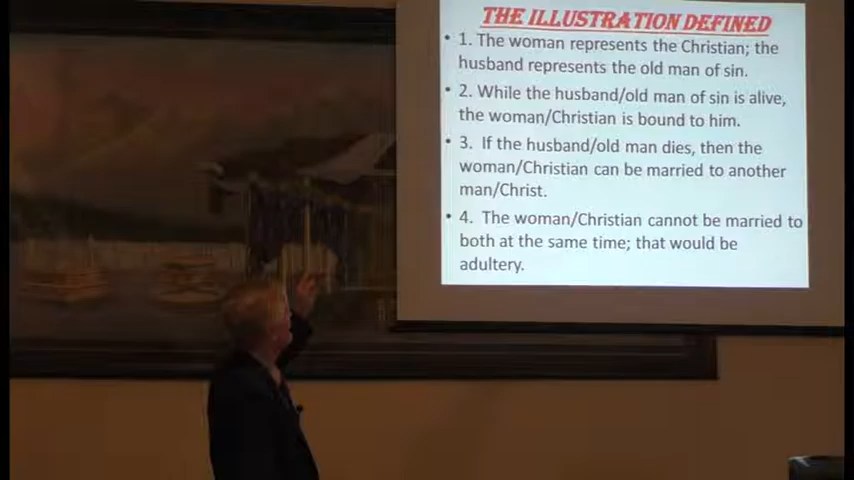 THE ILLUSTRATION DEFINED
• 1. The woman represents the Christian; the
husband represents the old man of sin.
• 2. While the husband/old man of sin is alive,
the woman/Christian is bound to him.
• 3. If the husband/old man dies, then the
woman/Christian can be married to another
man/Christ.
• 4. The woman/Christian cannot be married to
both at the same time; that would be
adultery.